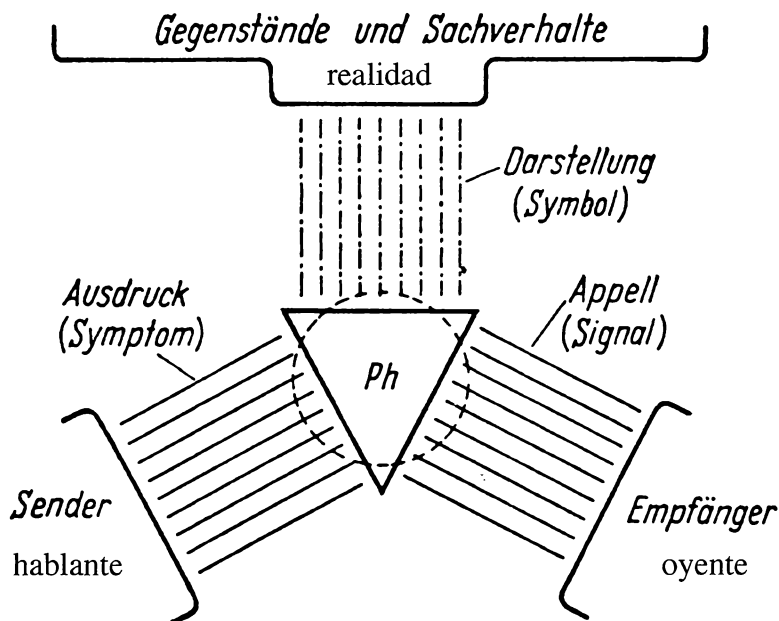 Gegenstände und Sachverhalte
realidad
Darstellung
(Symbol)
Ausdruck
(Symptom)
Appell
(Signal)
Ph
Sender
hablante
Empfänger
oyente